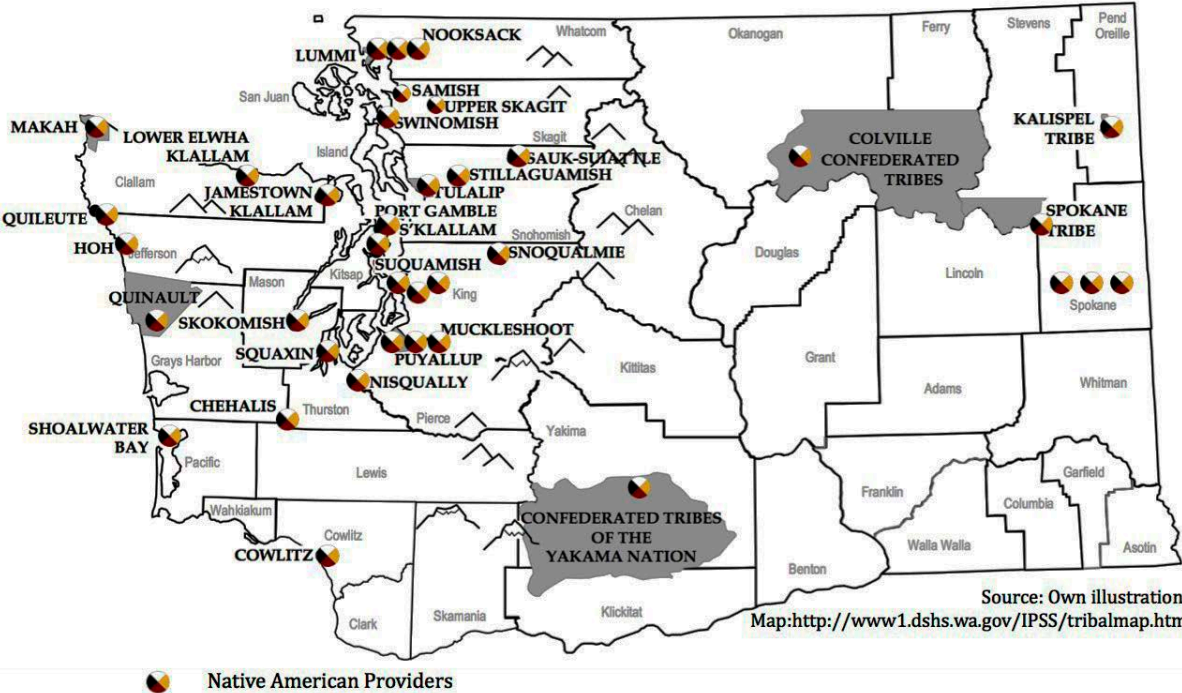 NOOKSACK
Whatcom
Okanogan
Ferry
Stevens
Pend
Oreille
LUMMI
San Juan
SAMISH
UPPER SKAGIT
SWINOMISH
Skagit
MAKAH
LOWER ELWHA
KLALLAM
Island
SAUK-SUIATTLE
STILLAGUAMISH
TULALIP
COLVILLE
CONFEDERATED
TRIBES
KALISPEL
TRIBE
Clallam
JAMESTOWN
KLALLAM
PORT GAMBLE
S'KLALLAM
Chelan
QUILEUTE
HOH
Jefferson
Snohomish
SNOQUALMIE
Douglas
SPOKANE
TRIBE
Lincoln
Spokane
SUQUAMISH
Kitsap
Mason
King
QUINAULT
SKOKOMISH
MUCKLESHOOT
PUYALLUP
SQUAXIN
Grays Harbor
NISQUALLY
Kittitas
Grant
Adams
Whitman
CHEHALIS
Thurston
Pierce
Yakima
SHOALWATER
BAY
Pacific
Lewis
Franklin
Garfield
Columbia
Wahkiakum
Cowlitz
CONFEDERATED TRIBES
OF THE
YAKAMA NATION
Walla Walla
Asotin
COWLITZ
Benton
Clark
Skamania
Klickitat
Source: Own illustration
Map:http://www1.dshs.wa.gov/IPSS/tribalmap.htm
Native American Providers